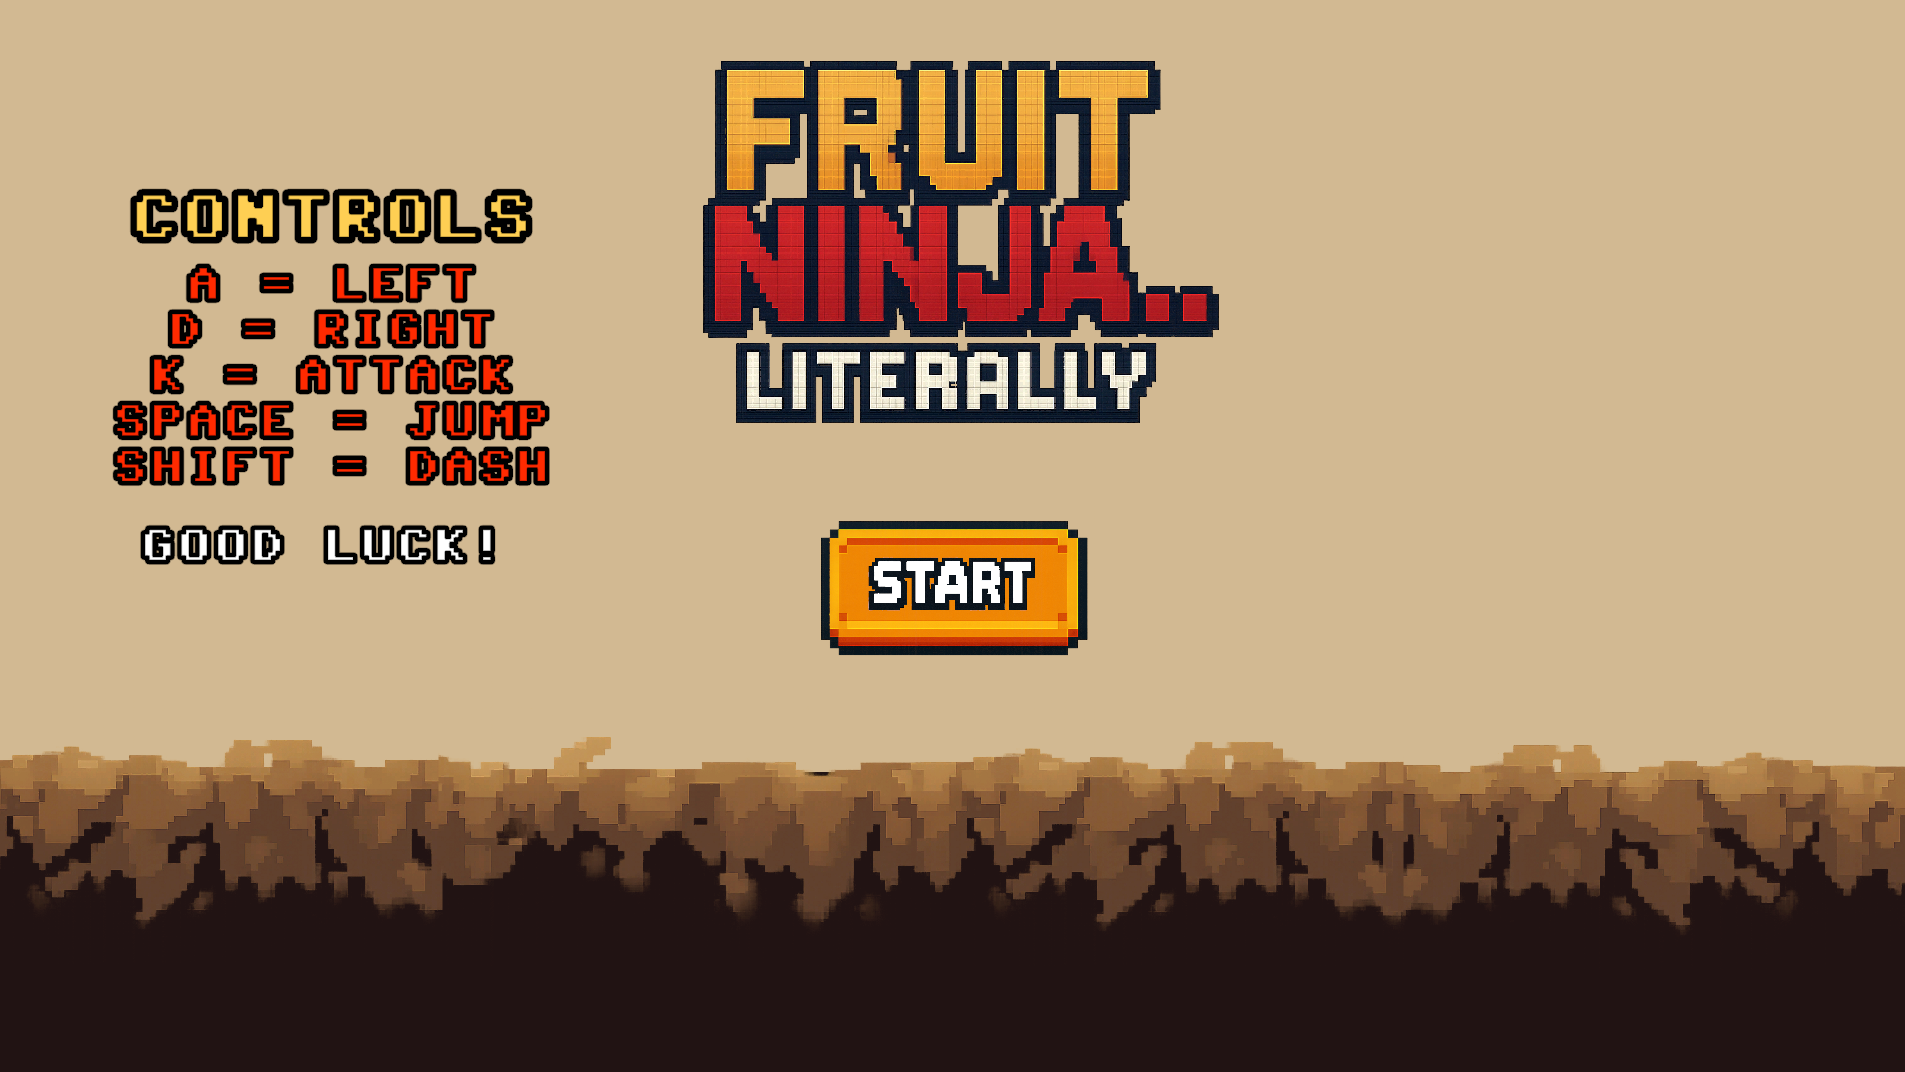 CONTROLS
A = LEFT
D = RIGHT
K = ATTACK
SPACE = JUMP
SHIFT = DASH
GOOD LUCK!
FRUIT
NINJA..
LITERALLY
START